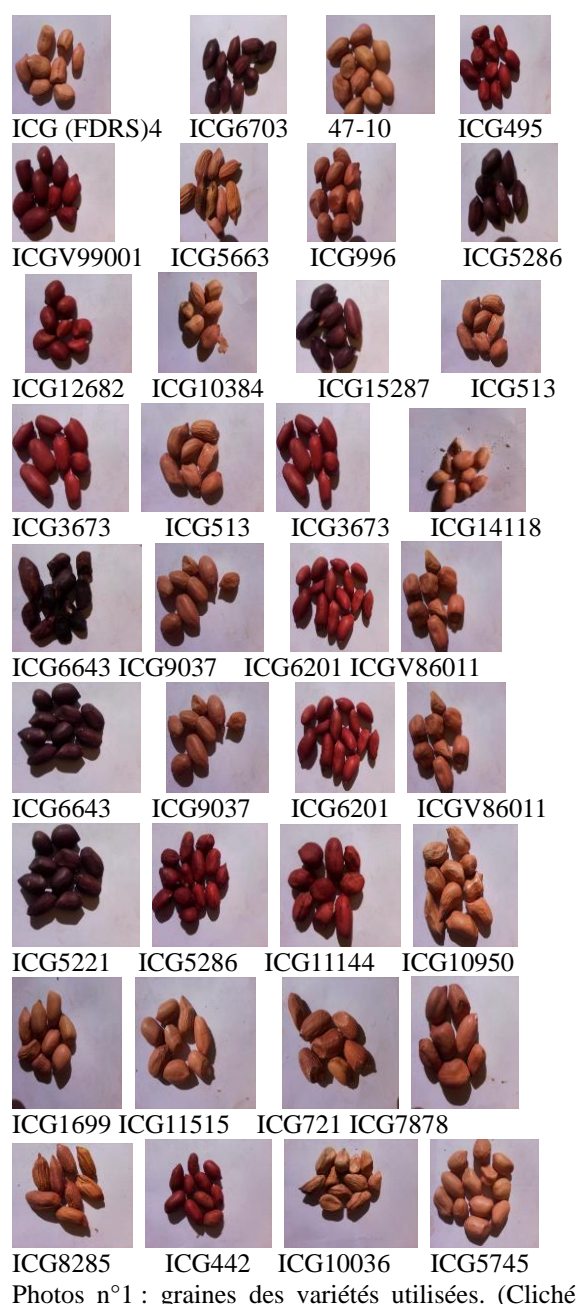 ICG (FDRS)4 ICG6703 47-10 ICG495
ICGV99001 ICG5663 ICG996 ICG5286
ICG12682 ICG10384 ICG15287 ICG513
ICG3673 ICG513 ICG3673 ICG14118
ICG6643 ICG9037 ICG6201 ICGV86011
ICG6643 ICG9037 ICG6201 ICGV86011
ICG5221 ICG5286 ICG11144 ICG10950
ICG1699 ICG11515 ICG721 ICG7878
ICG8285 ICG442 ICG10036 ICG5745
Photos n°1 : graines des variétés utilisées. (Cliché